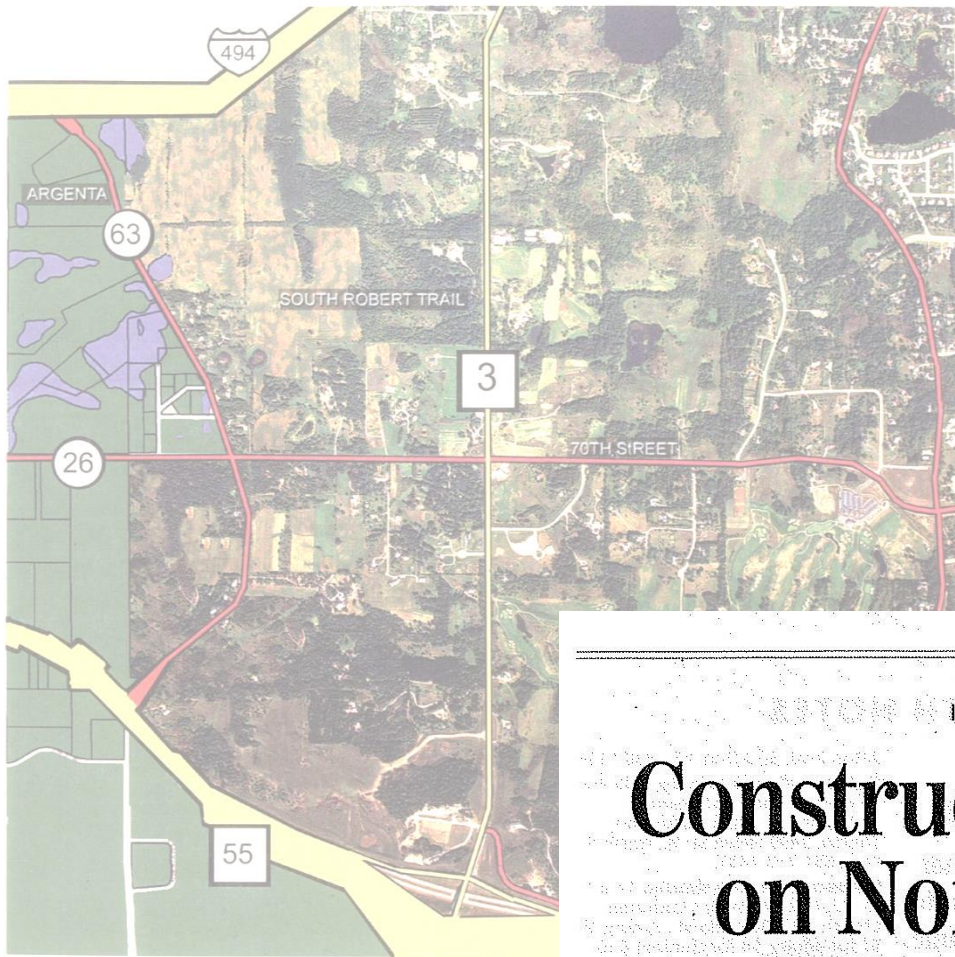 494
ARGENTA
63
SOUTH ROBERT TRAIL
3
70TH STREET
26
55
Constru
on No